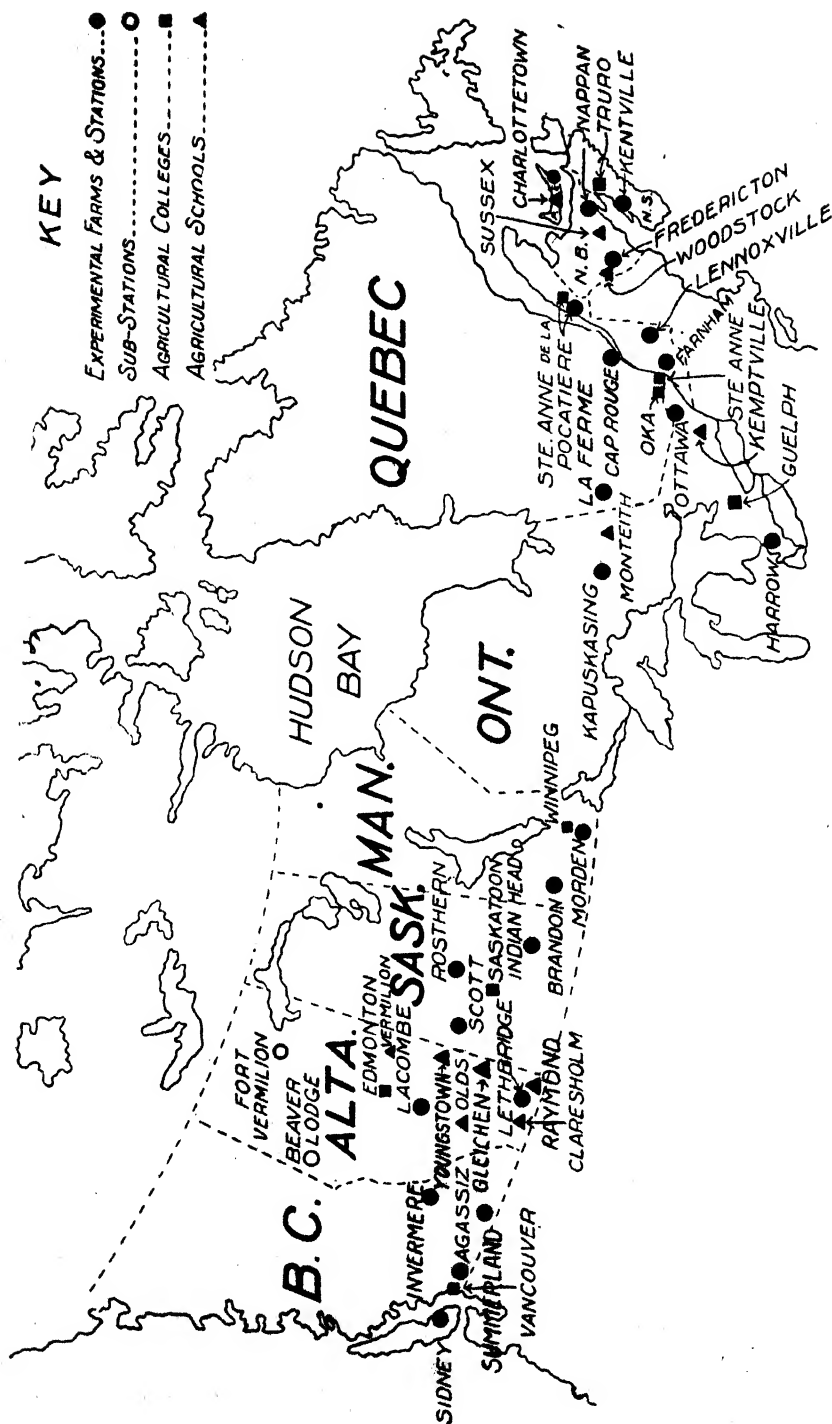 KEY
EXPERIMENTAL FARMS & STATIONS...
SUB-STATIONS
AGRICULTURAL COLLEGES
AGRICULTURAL SCHOOLS
HUDSON
BAY
QUEBEC
ONT.
MAN.
SASK.
ALTA.
B.C.
FORT
VERMILION
BEAVER
LODGE
EDMONTON
VERMILION
LACOMBE
YOUNGSTOWN
OLDS
GLEICHEN
LETHBRIDGE
RAYMOND
CLARESHOLM
INVERMERE
AGASSIZ
SUMMERLAND
VANCOUVER
SIDNEY
ROSTHERN
SCOTT
SASKATOON
INDIAN HEAD
BRANDON
MORDEN
WINNIPEG
KAPUSKASING
MONTEITH
LA FERME
CAP ROUGE
STE. ANNE DE LA
POCATIERE
OKA
OTTAWA
FARNHAM
STE ANNE
KEMPTVILLE
GUELPH
HARROW
SUSSEX
CHARLOTTETOWN
NAPPAN
TRURO
KENTVILLE
N.B.
N.S.
FREDERICTON
WOODSTOCK
LENNOXVILLE